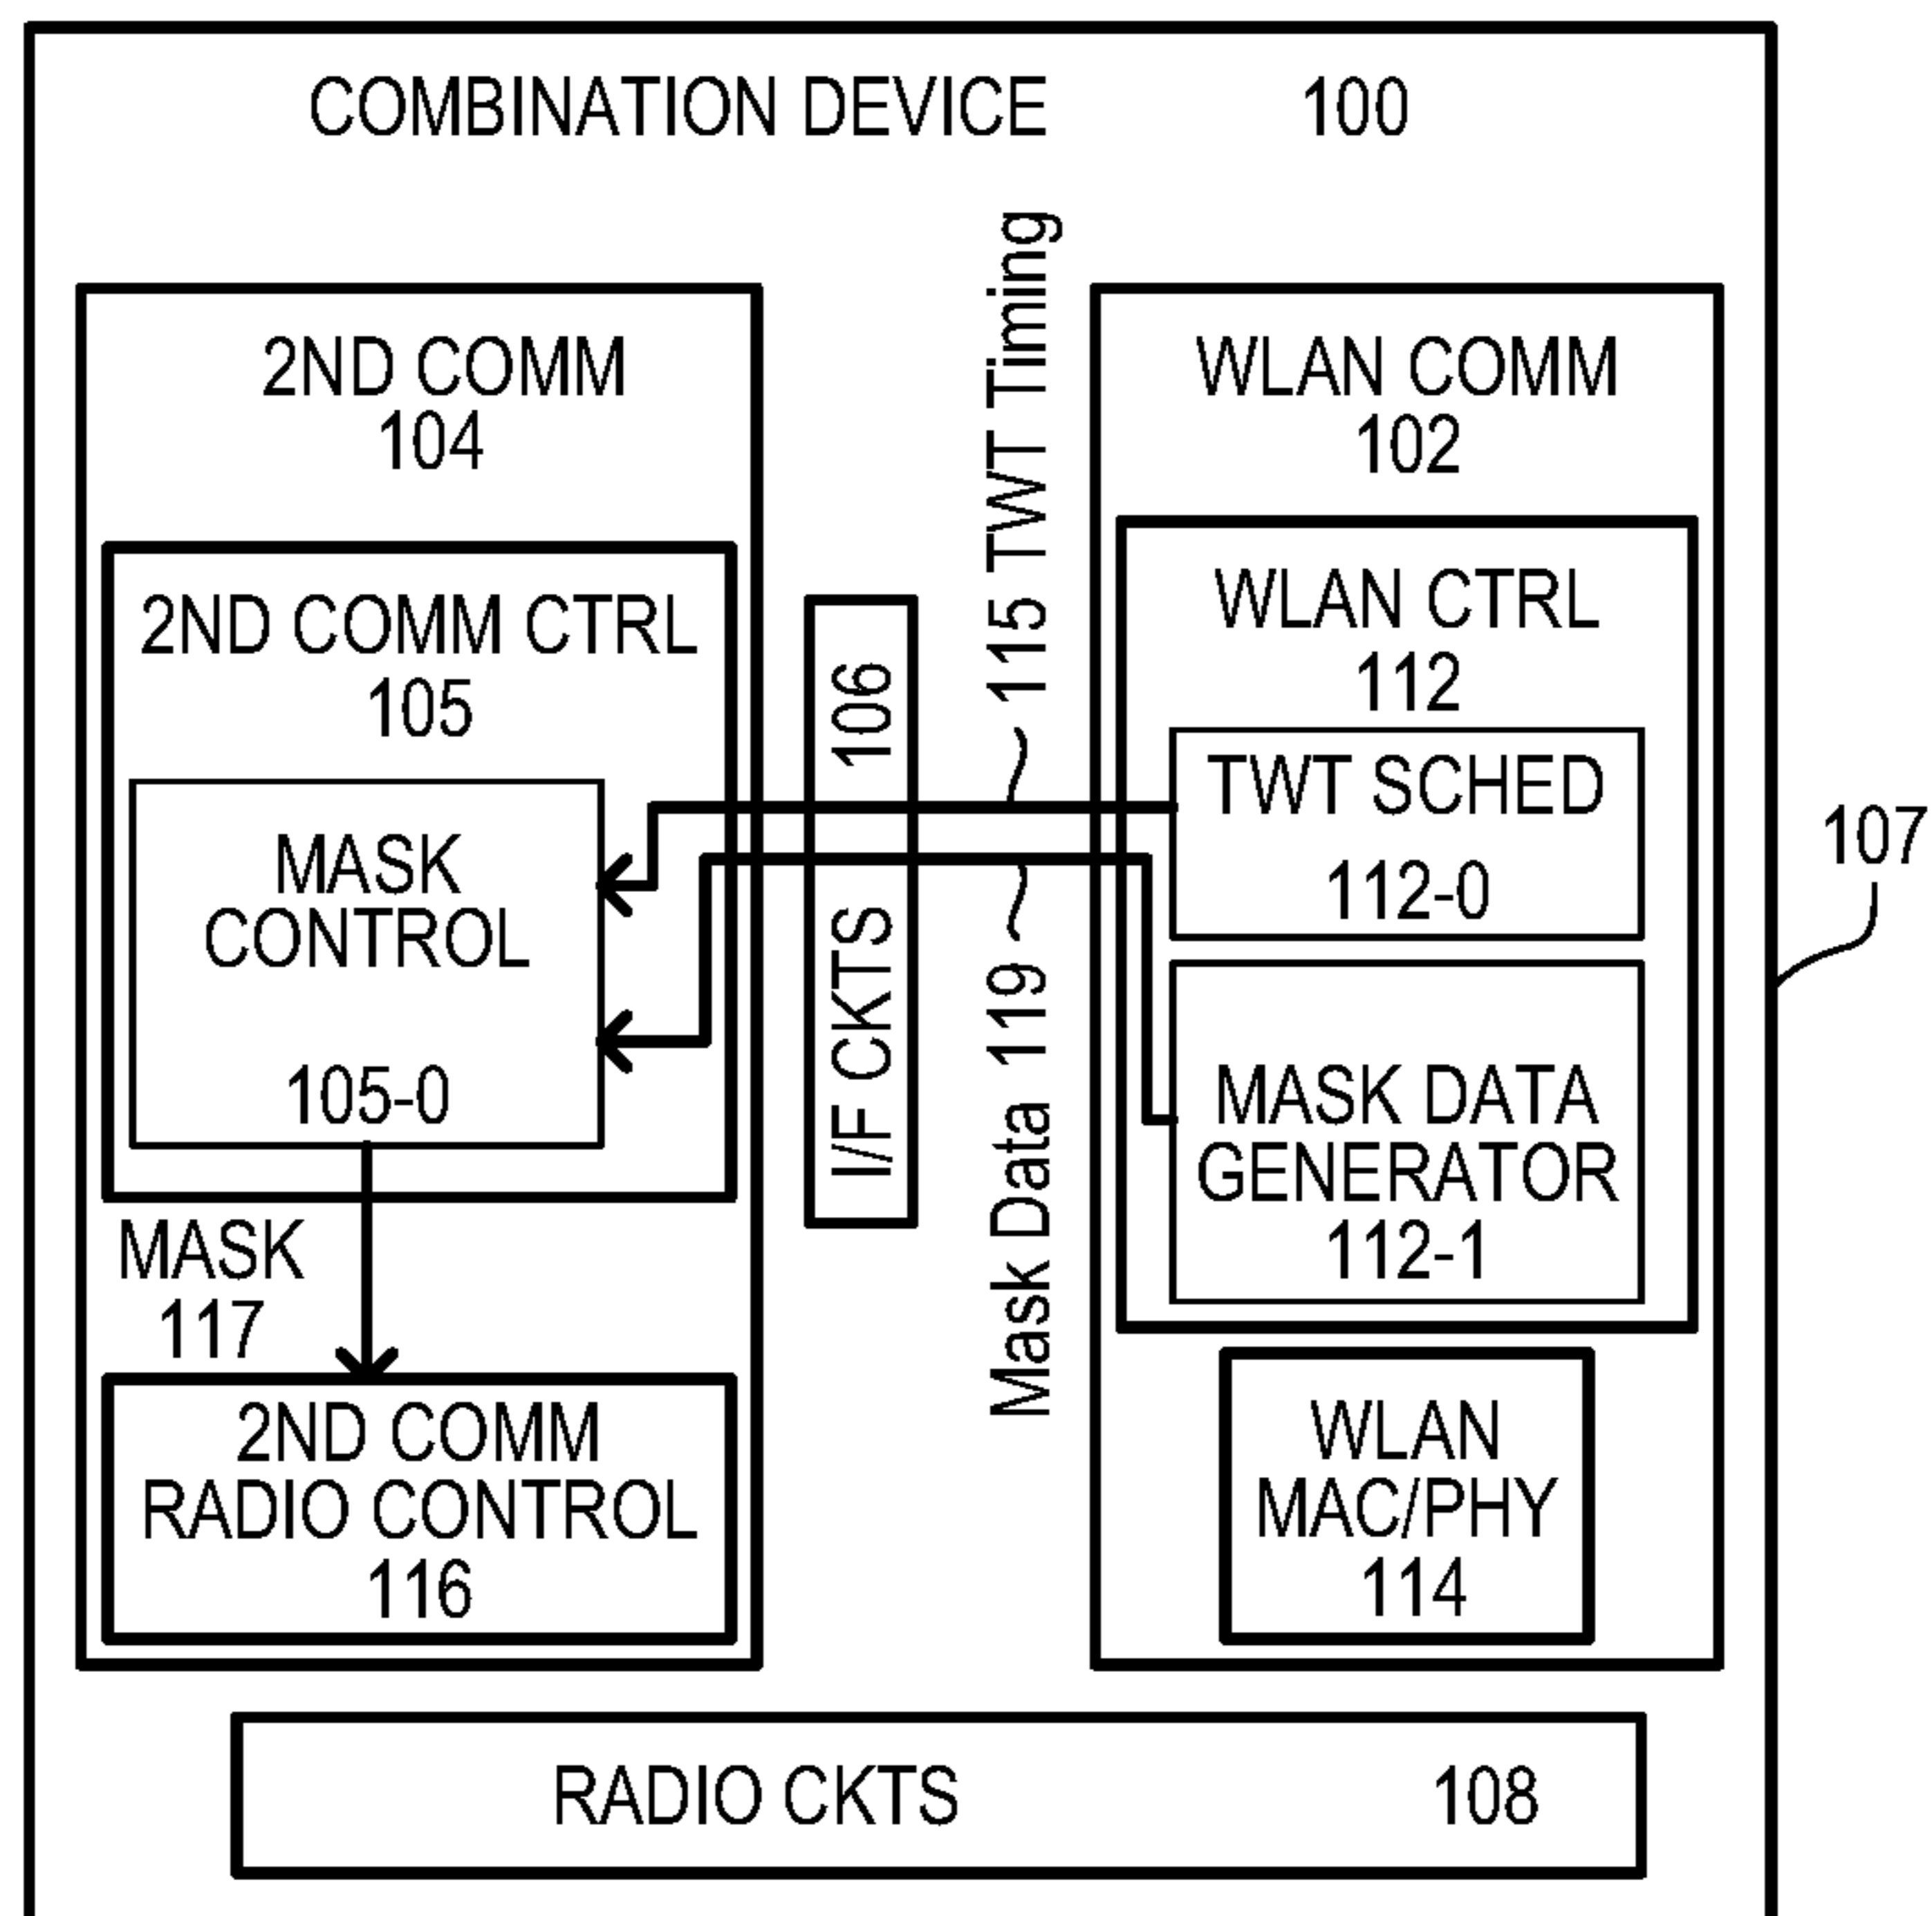 COMBINATION DEVICE 100
2ND COMM
104
2ND COMM CTRL
105
MASK
CONTROL
105-0
MASK
117
2ND COMM
RADIO CONTROL
116
I/F CKTS 106
115 TWT Timing
Mask Data 119
WLAN COMM
102
WLAN CTRL
112
TWT SCHED
112-0
MASK DATA
GENERATOR
112-1
WLAN
MAC/PHY
114
107
RADIO CKTS 108